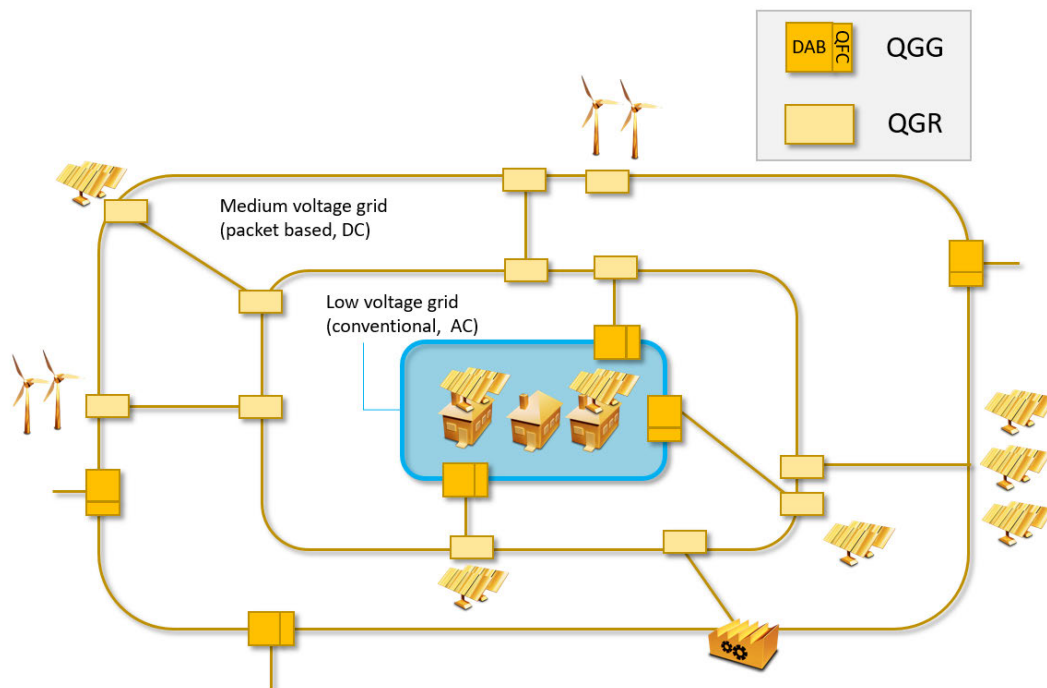 DAB
QFC
QGG
QGR
Medium voltage grid
(packet based, DC)
Low voltage grid
(conventional, AC)